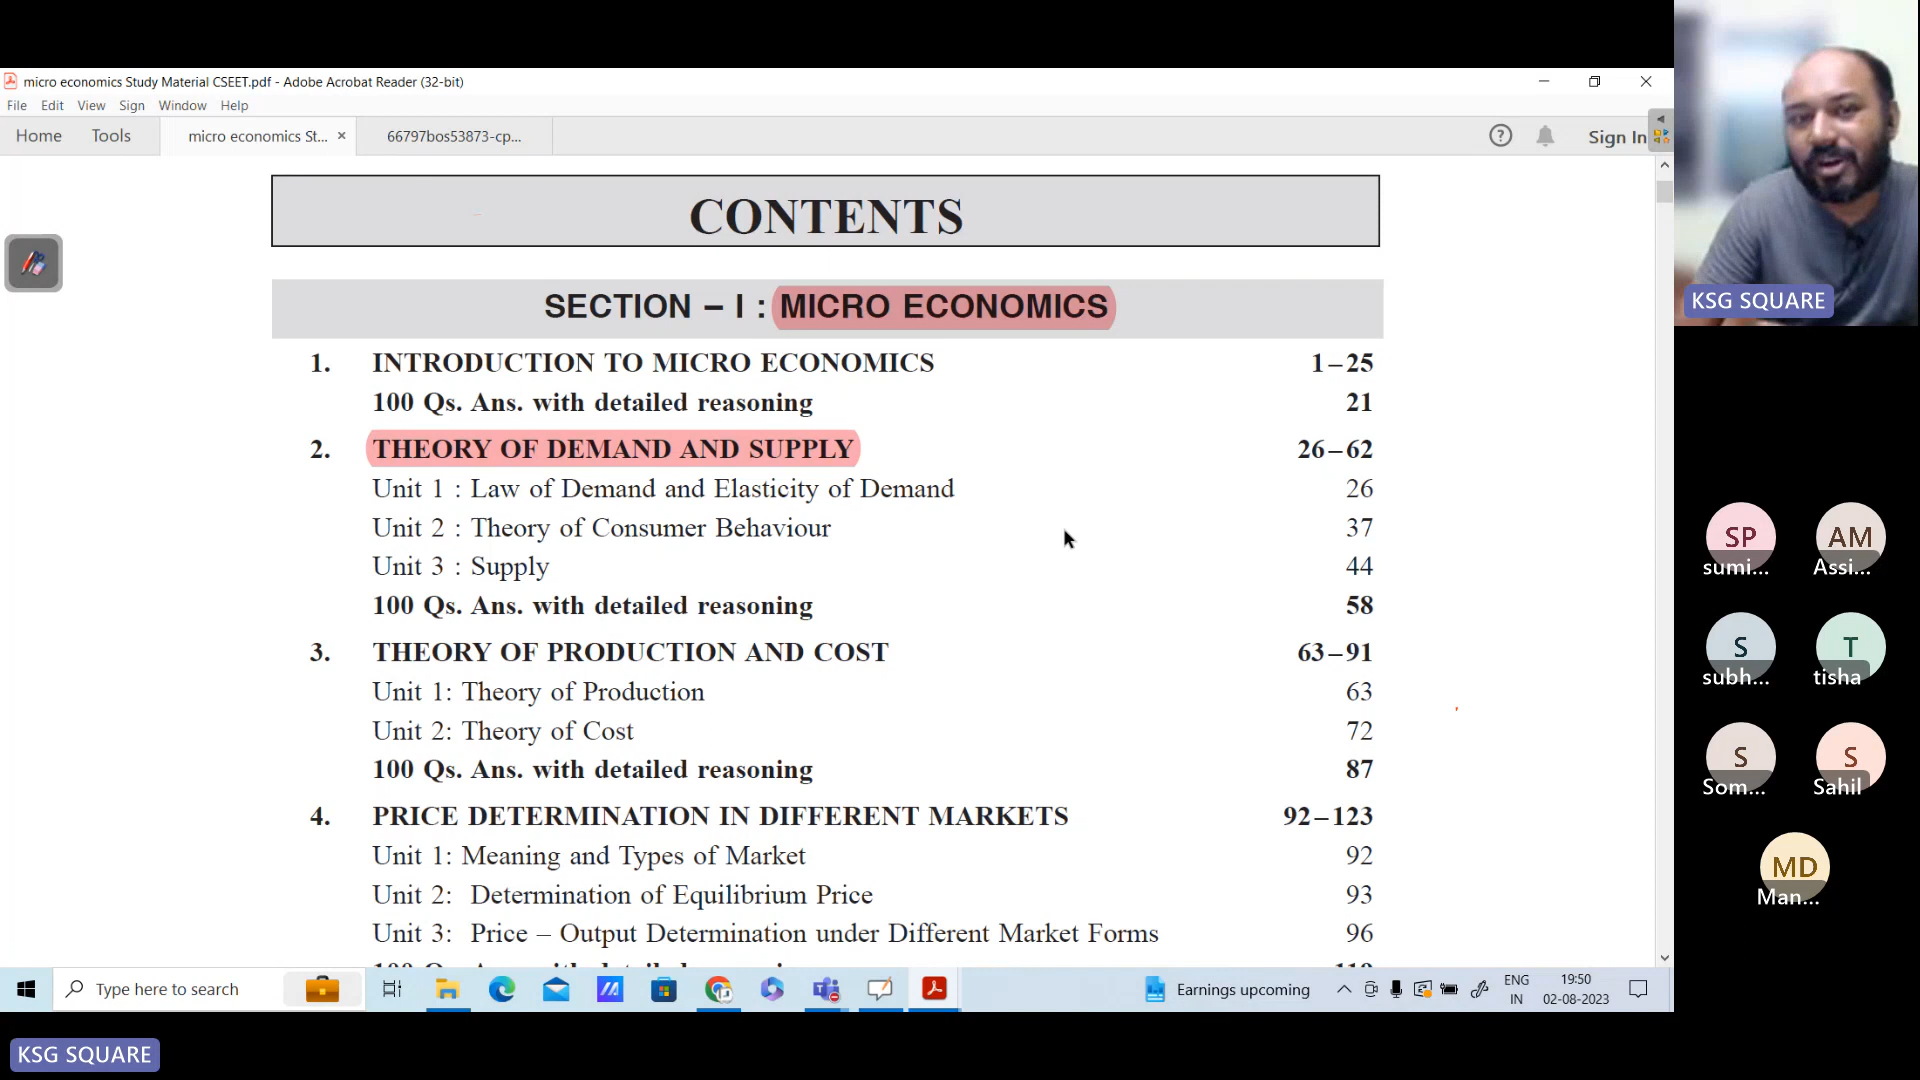 micro economics Study Material CSEET.pdf - Adobe Acrobat Reader (32-bit)
File Edit View Sign Window Help
Home Tools micro economics St... × 66797bos53873-cp... Sign In
CONTENTS
SECTION – I : MICRO ECONOMICS
1. INTRODUCTION TO MICRO ECONOMICS 1–25
100 Qs. Ans. with detailed reasoning 21
2. THEORY OF DEMAND AND SUPPLY 26–62
Unit 1 : Law of Demand and Elasticity of Demand 26
Unit 2 : Theory of Consumer Behaviour 37
Unit 3 : Supply 44
100 Qs. Ans. with detailed reasoning 58
3. THEORY OF PRODUCTION AND COST 63–91
Unit 1: Theory of Production 63
Unit 2: Theory of Cost 72
100 Qs. Ans. with detailed reasoning 87
4. PRICE DETERMINATION IN DIFFERENT MARKETS 92–123
Unit 1: Meaning and Types of Market 92
Unit 2: Determination of Equilibrium Price 93
Unit 3: Price – Output Determination under Different Market Forms 96
Type here to search
Earnings upcoming
ENG
IN
19:50
02-08-2023
KSG SQUARE
SP AM
sumi... Assi...
S T
subh... tisha
S S
Som... Sahil
MD
Man...
KSG SQUARE